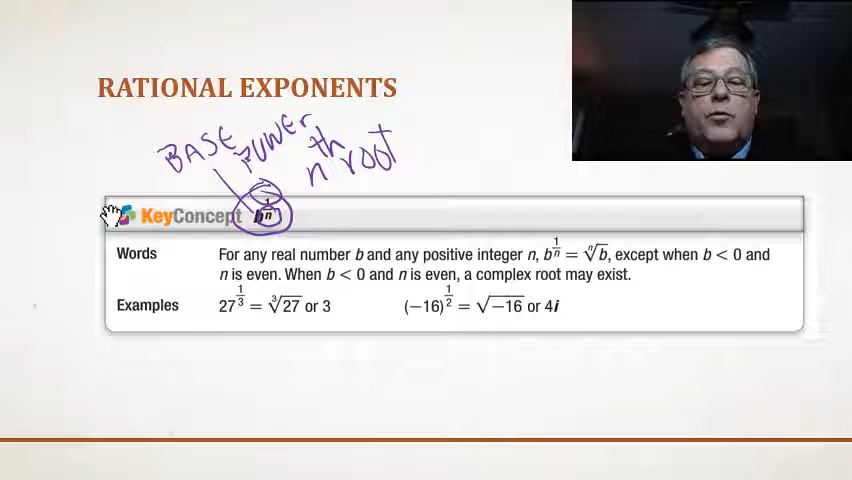 RATIONAL EXPONENTS
BASE
POWER
nth root
KeyConcept b^{1/n}
Words For any real number b and any positive integer n, b^{1/n} = ⁿ√b, except when b < 0 and
n is even. When b < 0 and n is even, a complex root may exist.
Examples 27^{1/3} = ³√27 or 3 (−16)^{1/2} = √−16 or 4i